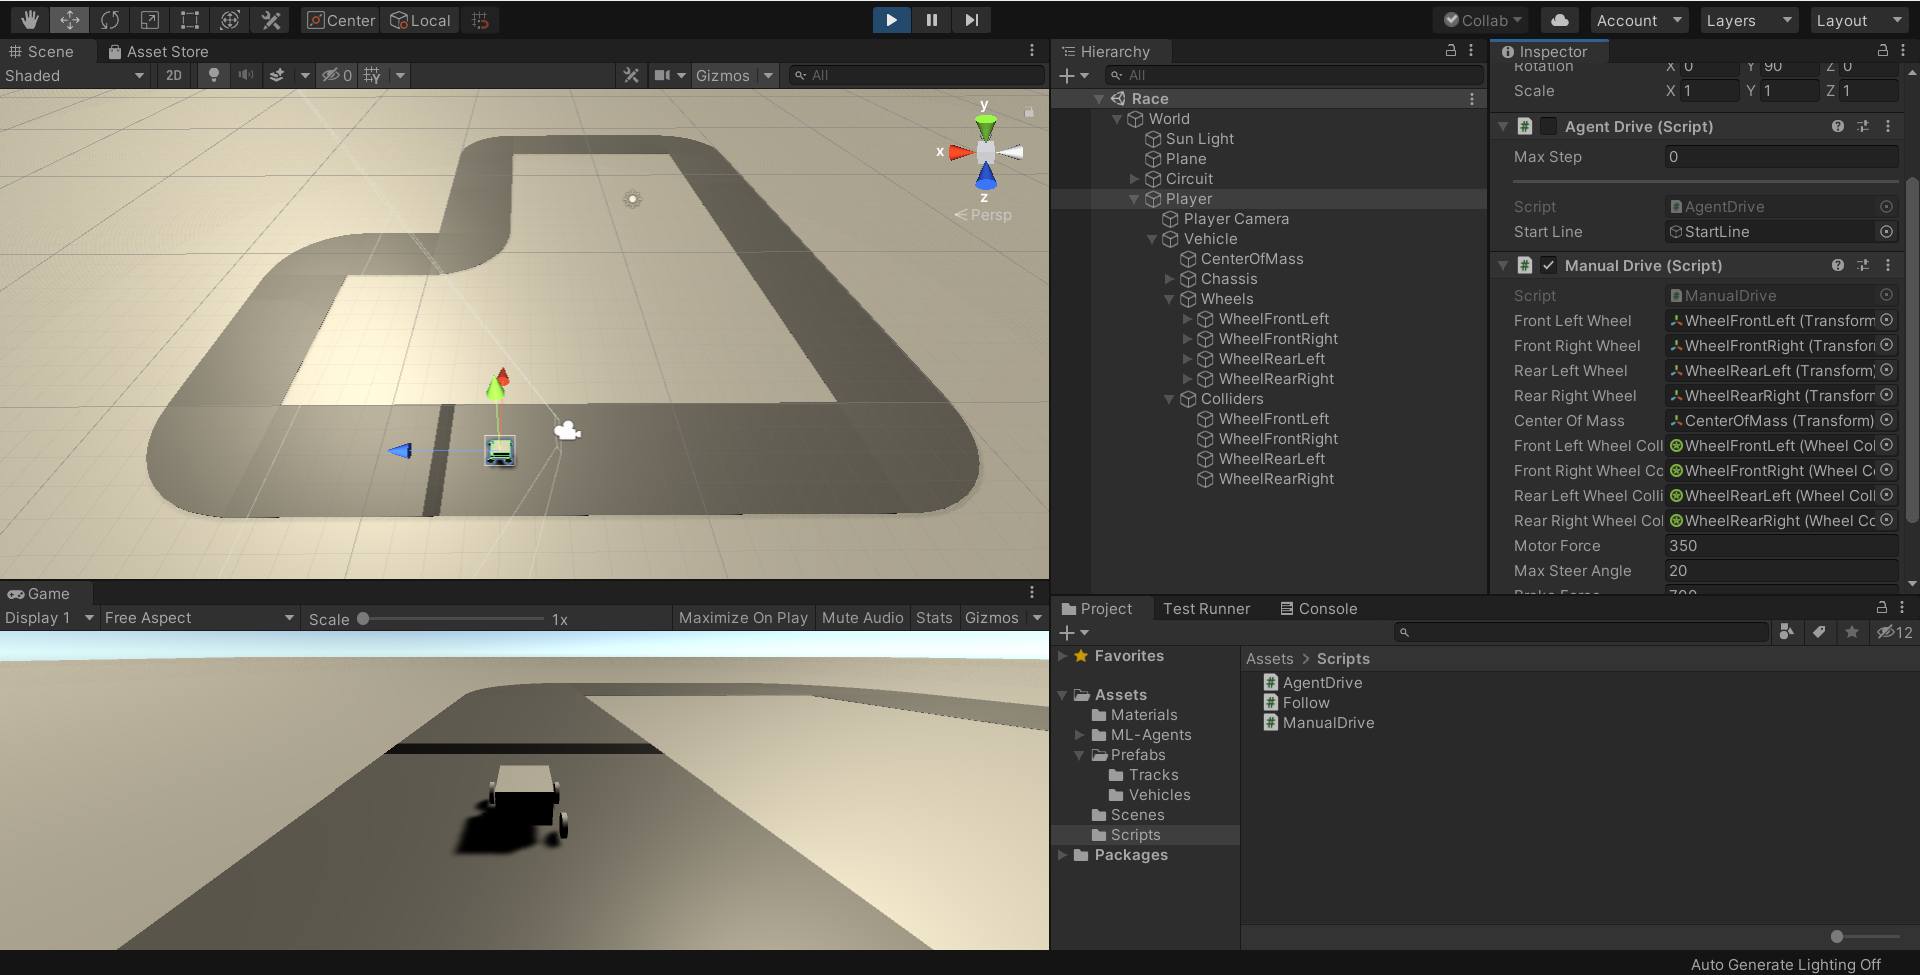 Center Local Collab Account Layers Layout
Scene Asset Store
Shaded 2D 0 Gizmos All
y
x
z
Persp
Game
Display 1 Free Aspect Scale 1x Maximize On Play Mute Audio Stats Gizmos
Hierarchy
All
Race
World
Sun Light
Plane
Circuit
Player
Player Camera
Vehicle
CenterOfMass
Chassis
Wheels
WheelFrontLeft
WheelFrontRight
WheelRearLeft
WheelRearRight
Colliders
WheelFrontLeft
WheelFrontRight
WheelRearLeft
WheelRearRight
Inspector
Rotation X 0 Y 90 Z 0
Scale X 1 Y 1 Z 1
# Agent Drive (Script)
Max Step 0
Script AgentDrive
Start Line StartLine
# Manual Drive (Script)
Script ManualDrive
Front Left Wheel WheelFrontLeft (Transform
Front Right Wheel WheelFrontRight (Transfor
Rear Left Wheel WheelRearLeft (Transform)
Rear Right Wheel WheelRearRight (Transfor
Center Of Mass CenterOfMass (Transform)
Front Left Wheel Coll WheelFrontLeft (Wheel Co
Front Right Wheel Co WheelFrontRight (Wheel C
Rear Left Wheel Colli WheelRearLeft (Wheel Coll
Rear Right Wheel Col WheelRearRight (Wheel Co
Motor Force 350
Max Steer Angle 20
Brake Force 700
Project Test Runner Console
12
Favorites
Assets
Materials
ML-Agents
Prefabs
Tracks
Vehicles
Scenes
Scripts
Packages
Assets > Scripts
# AgentDrive
# Follow
# ManualDrive
Auto Generate Lighting Off